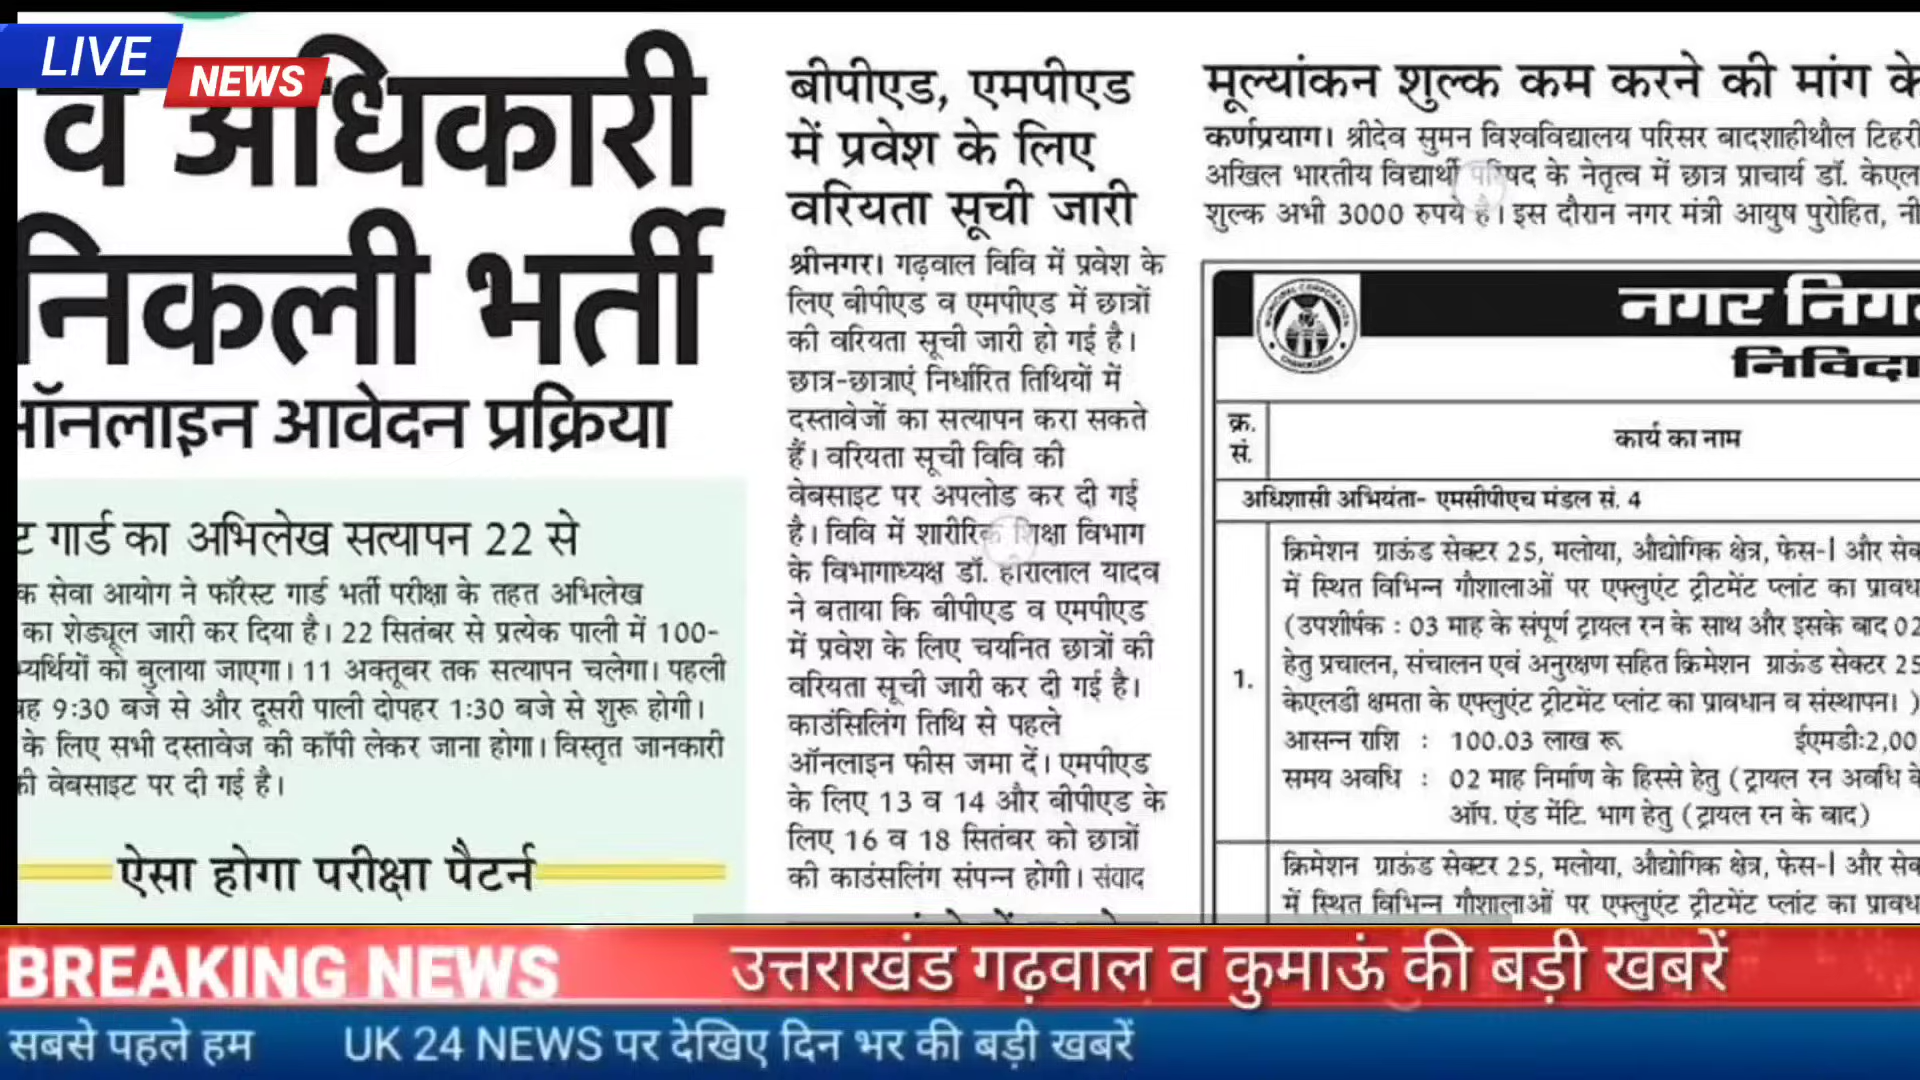 LIVE
NEWS
व अधिकारी
निकली भर्ती
ऑनलाइन आवेदन प्रक्रिया
ट गार्ड का अभिलेख सत्यापन 22 से
क सेवा आयोग ने फॉरेस्ट गार्ड भर्ती परीक्षा के तहत अभिलेख
का शेड्यूल जारी कर दिया है। 22 सितंबर से प्रत्येक पाली में 100-
भ्यर्थियों को बुलाया जाएगा। 11 अक्तूबर तक सत्यापन चलेगा। पहली
बह 9:30 बजे से और दूसरी पाली दोपहर 1:30 बजे से शुरू होगी।
के लिए सभी दस्तावेज की कॉपी लेकर जाना होगा। विस्तृत जानकारी
की वेबसाइट पर दी गई है।
ऐसा होगा परीक्षा पैटर्न
बीपीएड, एमपीएड
में प्रवेश के लिए
वरियता सूची जारी
श्रीनगर। गढ़वाल विवि में प्रवेश के
लिए बीपीएड व एमपीएड में छात्रों
की वरियता सूची जारी हो गई है।
छात्र-छात्राएं निर्धारित तिथियों में
दस्तावेजों का सत्यापन करा सकते
हैं। वरियता सूची विवि की
वेबसाइट पर अपलोड कर दी गई
है। विवि में शारीरिक शिक्षा विभाग
के विभागाध्यक्ष डॉ. हीरालाल यादव
ने बताया कि बीपीएड व एमपीएड
में प्रवेश के लिए चयनित छात्रों की
वरियता सूची जारी कर दी गई है।
काउंसिलिंग तिथि से पहले
ऑनलाइन फीस जमा दें। एमपीएड
के लिए 13 व 14 और बीपीएड के
लिए 16 व 18 सितंबर को छात्रों
की काउंसलिंग संपन्न होगी। संवाद
मूल्यांकन शुल्क कम करने की मांग के
कर्णप्रयाग। श्रीदेव सुमन विश्वविद्यालय परिसर बादशाहीथौल टिहरी
अखिल भारतीय विद्यार्थी परिषद के नेतृत्व में छात्र प्राचार्य डॉ. केएल
शुल्क अभी 3000 रुपये है। इस दौरान नगर मंत्री आयुष पुरोहित, नी
नगर निग
निविदा
क्र.
सं.
कार्य का नाम
अधिशासी अभियंता- एमसीपीएच मंडल सं. 4
1.
क्रिमेशन ग्राऊंड सेक्टर 25, मलोया, औद्योगिक क्षेत्र, फेस-I और सेक
में स्थित विभिन्न गौशालाओं पर एफ्लुएंट ट्रीटमेंट प्लांट का प्रावध
(उपशीर्षक : 03 माह के संपूर्ण ट्रायल रन के साथ और इसके बाद 02
हेतु प्रचालन, संचालन एवं अनुरक्षण सहित क्रिमेशन ग्राऊंड सेक्टर 25
केएलडी क्षमता के एफ्लुएंट ट्रीटमेंट प्लांट का प्रावधान व संस्थापन। )
आसन्न राशि : 100.03 लाख रू ईएमडी:2,00
समय अवधि : 02 माह निर्माण के हिस्से हेतु (ट्रायल रन अवधि के
ऑप. एंड मेंटि. भाग हेतु (ट्रायल रन के बाद)
क्रिमेशन ग्राऊंड सेक्टर 25, मलोया, औद्योगिक क्षेत्र, फेस-I और सेक
में स्थित विभिन्न गौशालाओं पर एफ्लुएंट ट्रीटमेंट प्लांट का प्रावध
BREAKING NEWS उत्तराखंड गढ़वाल व कुमाऊं की बड़ी खबरें
सबसे पहले हम UK 24 NEWS पर देखिए दिन भर की बड़ी खबरें